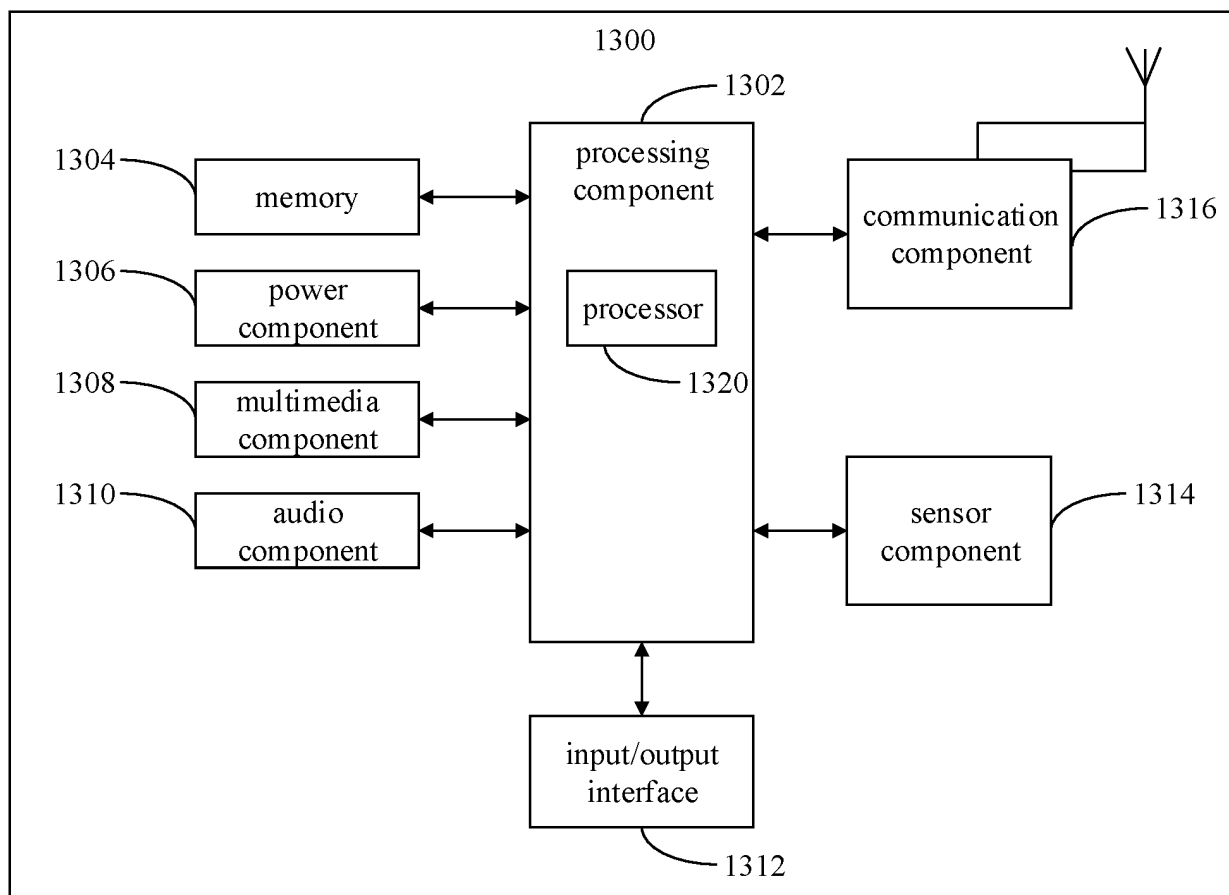 1300
1302
processing
component
1304
memory
communication
component
1316
1306
power
component
processor
1320
1308
multimedia
component
1310
audio
component
sensor
component
1314
input/output
interface
1312